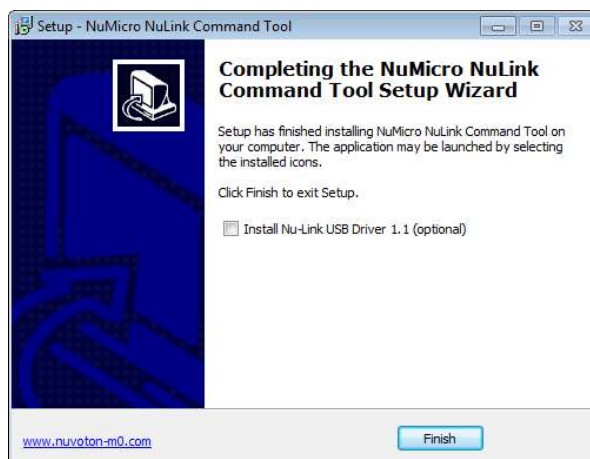 Setup - NuMicro NuLink Command Tool
Completing the NuMicro NuLink
Command Tool Setup Wizard
Setup has finished installing NuMicro NuLink Command Tool on
your computer. The application may be launched by selecting
the installed icons.
Click Finish to exit Setup.
Install Nu-Link USB Driver 1.1 (optional)
www.nuvoton-m0.com
Finish